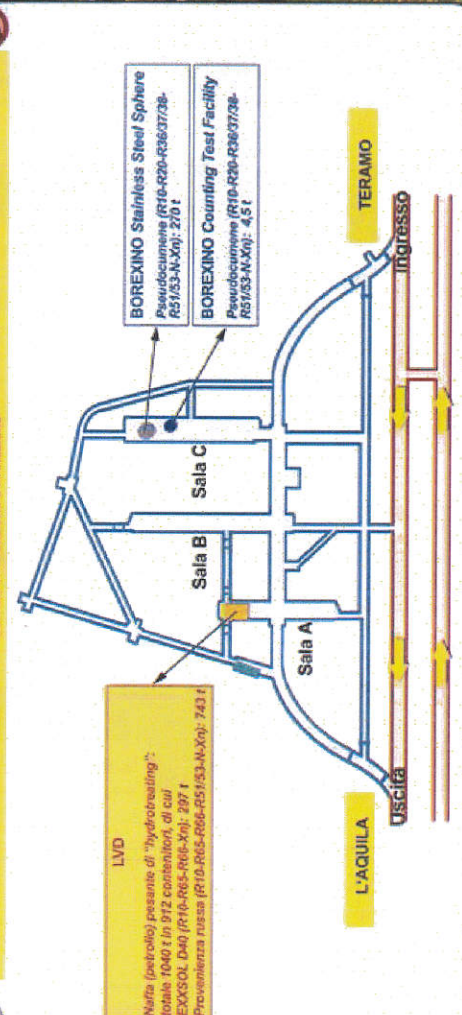 LVD
Nafta (petrolio) pesante di "hydrotreating":
totale 1040 t in 912 contenitori, di cui
EXXSOL D40 (R10-R65-R66-Xn): 297 t
Provenienza russa (R10-R65-R66-R51/53-N-Xn): 743 t
BOREXINO Stainless Steel Sphere
Pseudocumene (R10-R20-R36/37/38-
R51/53-N-Xn): 270 t
BOREXINO Counting Test Facility
Pseudocumene (R10-R20-R36/37/38-
R51/53-N-Xn): 4,5 t
Sala A
Sala B
Sala C
L'AQUILA
TERAMO
Uscita
Ingresso